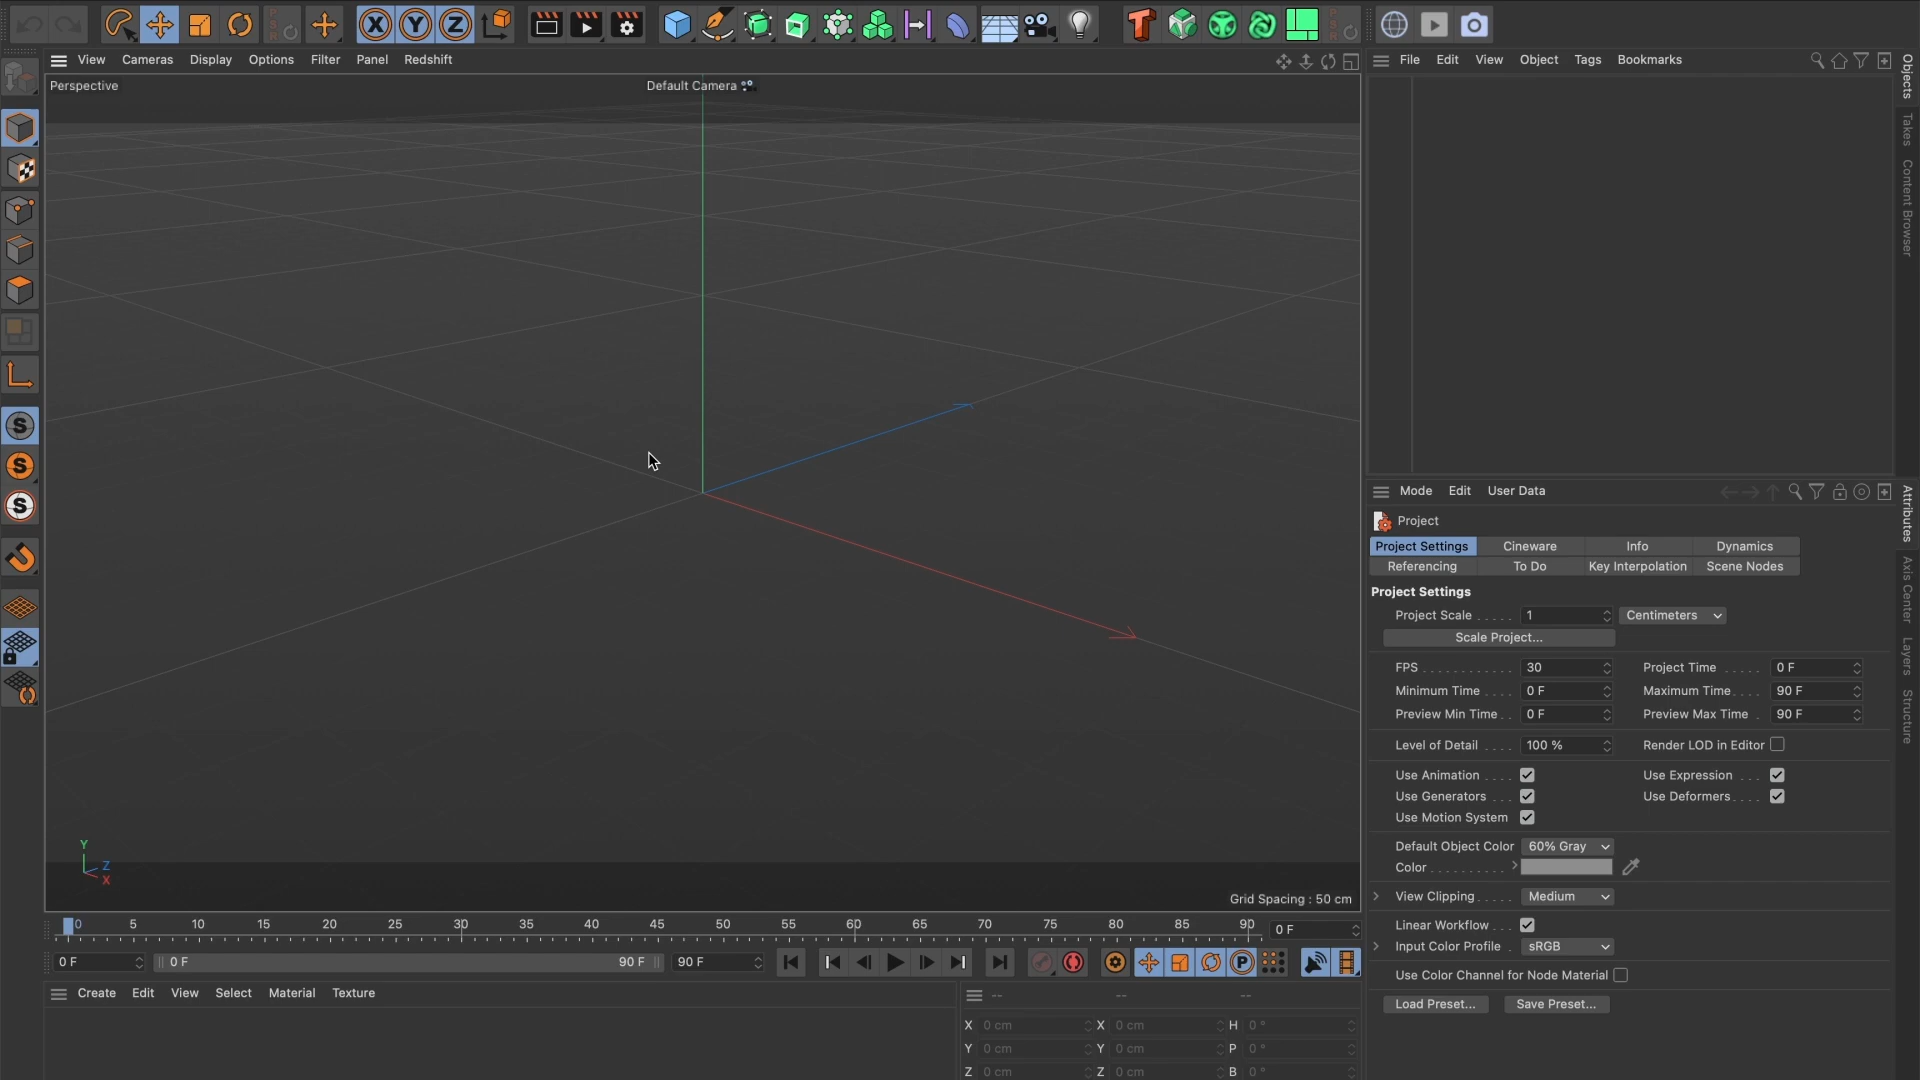 View Cameras Display Options Filter Panel Redshift
Perspective
Default Camera
Y
Z
X
Grid Spacing : 50 cm
0 5 10 15 20 25 30 35 40 45 50 55 60 65 70 75 80 85 90
0 F
0 F
0 F
90 F
90 F
Create Edit View Select Material Texture
-- -- --
X 0 cm X 0 cm H 0 °
Y 0 cm Y 0 cm P 0 °
Z 0 cm Z 0 cm B 0 °
File Edit View Object Tags Bookmarks
Objects
Takes
Content Browser
Mode Edit User Data
Project
Project Settings Cineware Info Dynamics
Referencing To Do Key Interpolation Scene Nodes
Project Settings
Project Scale . . . . . 1 Centimeters
Scale Project...
FPS . . . . . . . . . . . . 30 Project Time . . . . . 0 F
Minimum Time . . . . 0 F Maximum Time. . . . 90 F
Preview Min Time . . 0 F Preview Max Time . 90 F
Level of Detail . . . . 100 % Render LOD in Editor
Use Animation . . . . Use Expression . . . .
Use Generators . . . Use Deformers. . . .
Use Motion System
Default Object Color 60% Gray
Color . . . . . . . . . .
View Clipping. . . . . Medium
Linear Workflow . . .
Input Color Profile . sRGB
Use Color Channel for Node Material
Load Preset... Save Preset...
Attributes
Axis Center
Layers
Structure
X Y Z
PSR
PSR
S
S
S
P